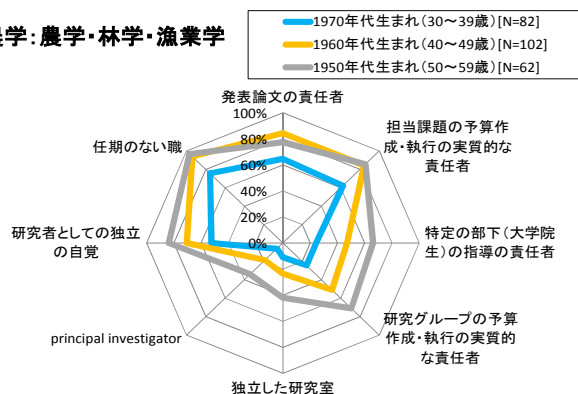 農学：農学・林学・漁業学
1970年代生まれ（30～39歳）[N=82]
1960年代生まれ（40～49歳）[N=102]
1950年代生まれ（50～59歳）[N=62]
発表論文の責任者
100%
80%
60%
40%
20%
0%
担当課題の予算作
成・執行の実質的な
責任者
特定の部下（大学院
生）の指導の責任者
研究グループの予算
作成・執行の実質的
な責任者
独立した研究室
principal investigator
研究者としての独立
の自覚
任期のない職